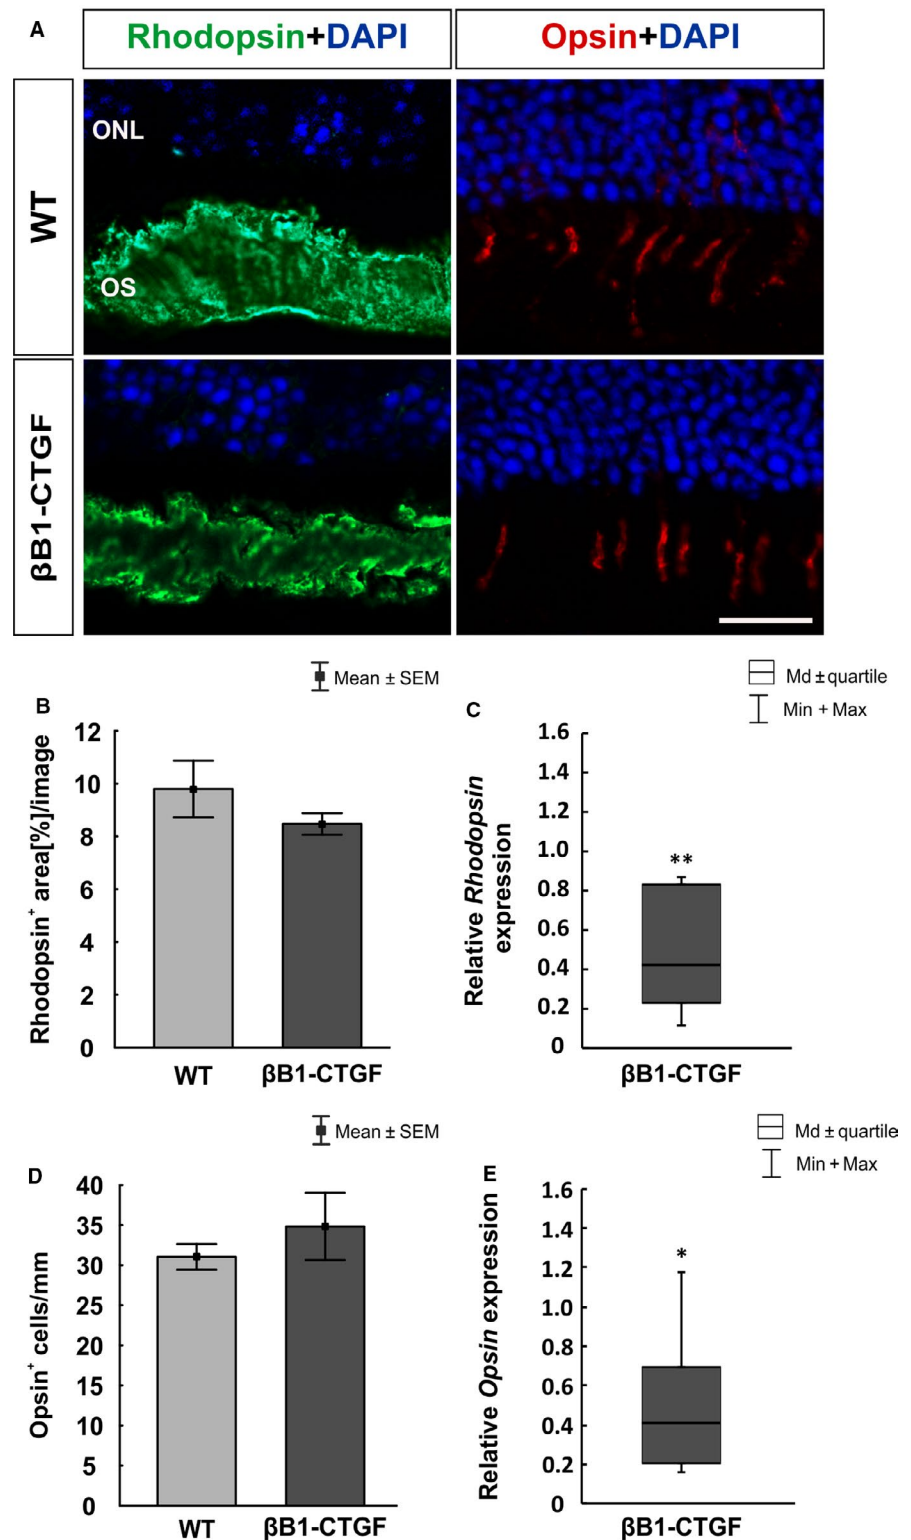 A
Rhodopsin+DAPI
Opsin+DAPI
WT
ONL
OS
βB1-CTGF
B
Mean ± SEM
Rhodopsin⁺ area[%]/image
12
10
8
6
4
2
0
WT
βB1-CTGF
C
Md ± quartile
Min + Max
Relative Rhodopsin
expression
1.6
1.4
1.2
1.0
0.8
0.6
0.4
0.2
0
**
βB1-CTGF
D
Mean ± SEM
Opsin⁺ cells/mm
40
35
30
25
20
15
10
5
0
WT
βB1-CTGF
E
Md ± quartile
Min + Max
Relative Opsin expression
1.6
1.4
1.2
1.0
0.8
0.6
0.4
0.2
0
*
βB1-CTGF